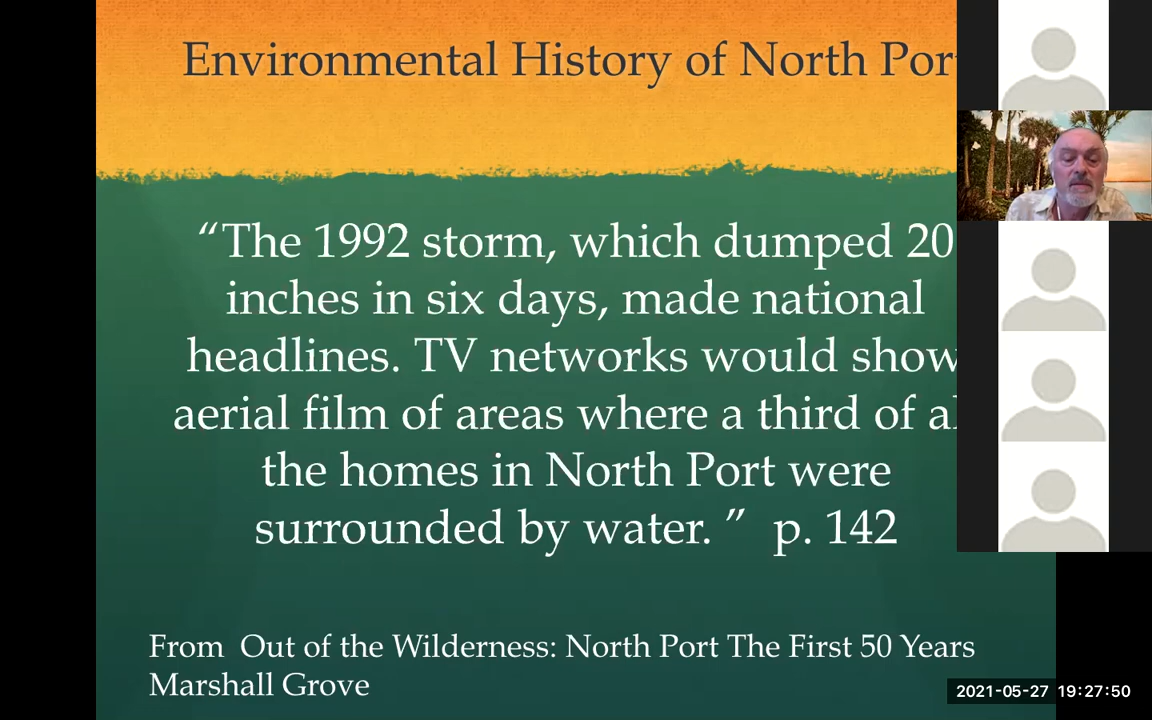 Environmental History of North Port
“The 1992 storm, which dumped 20
inches in six days, made national
headlines. TV networks would show
aerial film of areas where a third of al
the homes in North Port were
surrounded by water. ” p. 142
From Out of the Wilderness: North Port The First 50 Years
Marshall Grove
2021-05-27 19:27:50